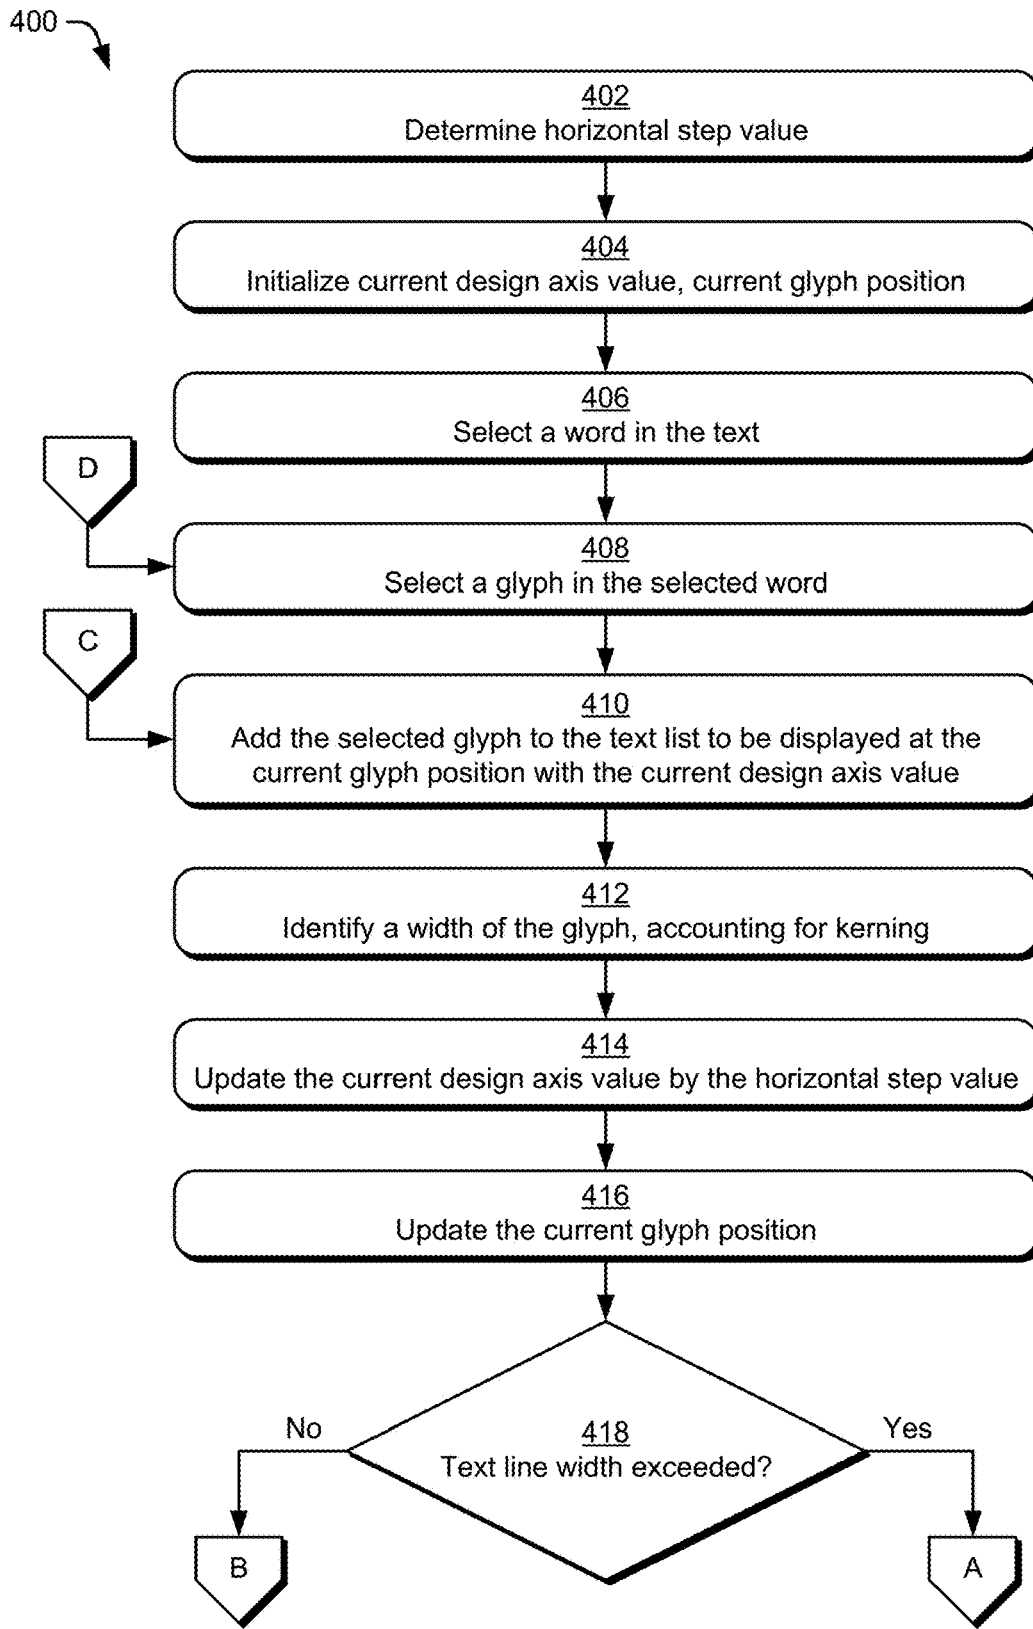 400
402
Determine horizontal step value
404
Initialize current design axis value, current glyph position
406
Select a word in the text
D
408
Select a glyph in the selected word
C
410
Add the selected glyph to the text list to be displayed at the
current glyph position with the current design axis value
412
Identify a width of the glyph, accounting for kerning
414
Update the current design axis value by the horizontal step value
416
Update the current glyph position
No
Yes
418
Text line width exceeded?
B
A